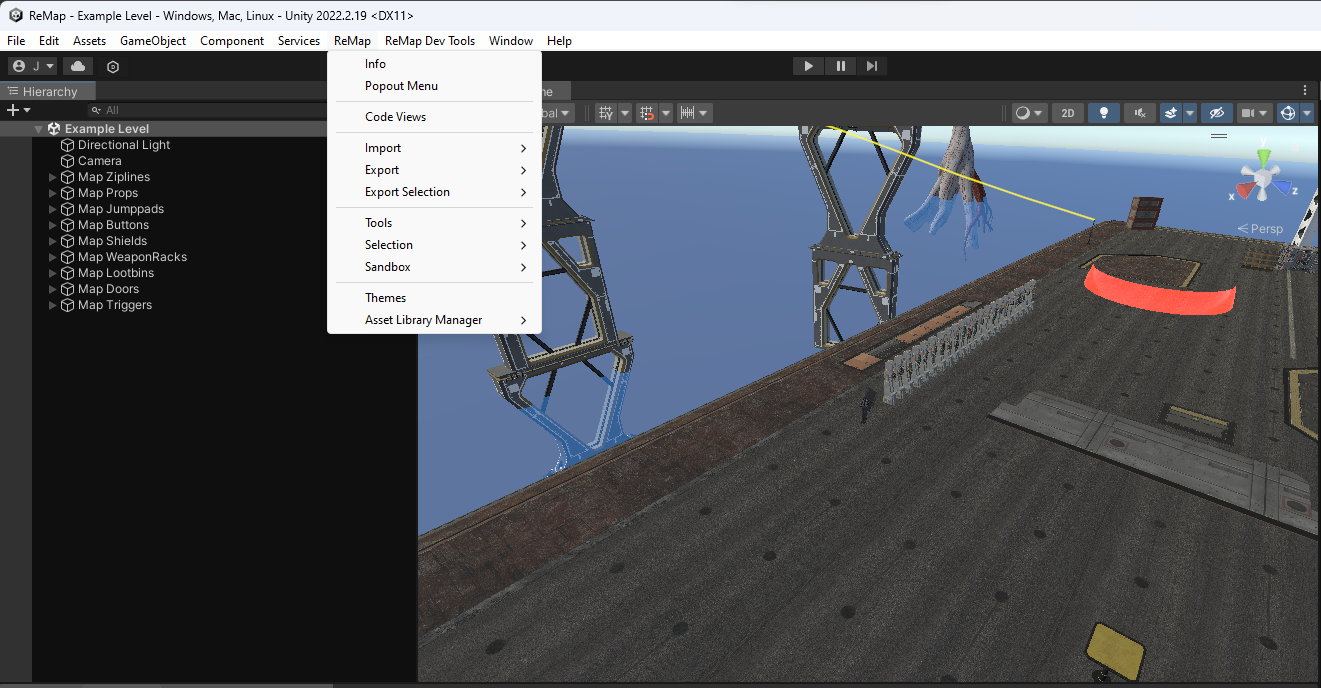 ReMap - Example Level - Windows, Mac, Linux - Unity 2022.2.19 <DX11>
File Edit Assets GameObject Component Services ReMap ReMap Dev Tools Window Help
J
Hierarchy
All
Example Level
Directional Light
Camera
Map Ziplines
Map Props
Map Jumppads
Map Buttons
Map Shields
Map WeaponRacks
Map Lootbins
Map Doors
Map Triggers
Info
Popout Menu
Code Views
Import
Export
Export Selection
Tools
Selection
Sandbox
Themes
Asset Library Manager
ne
bal
2D
y
x
z
Persp